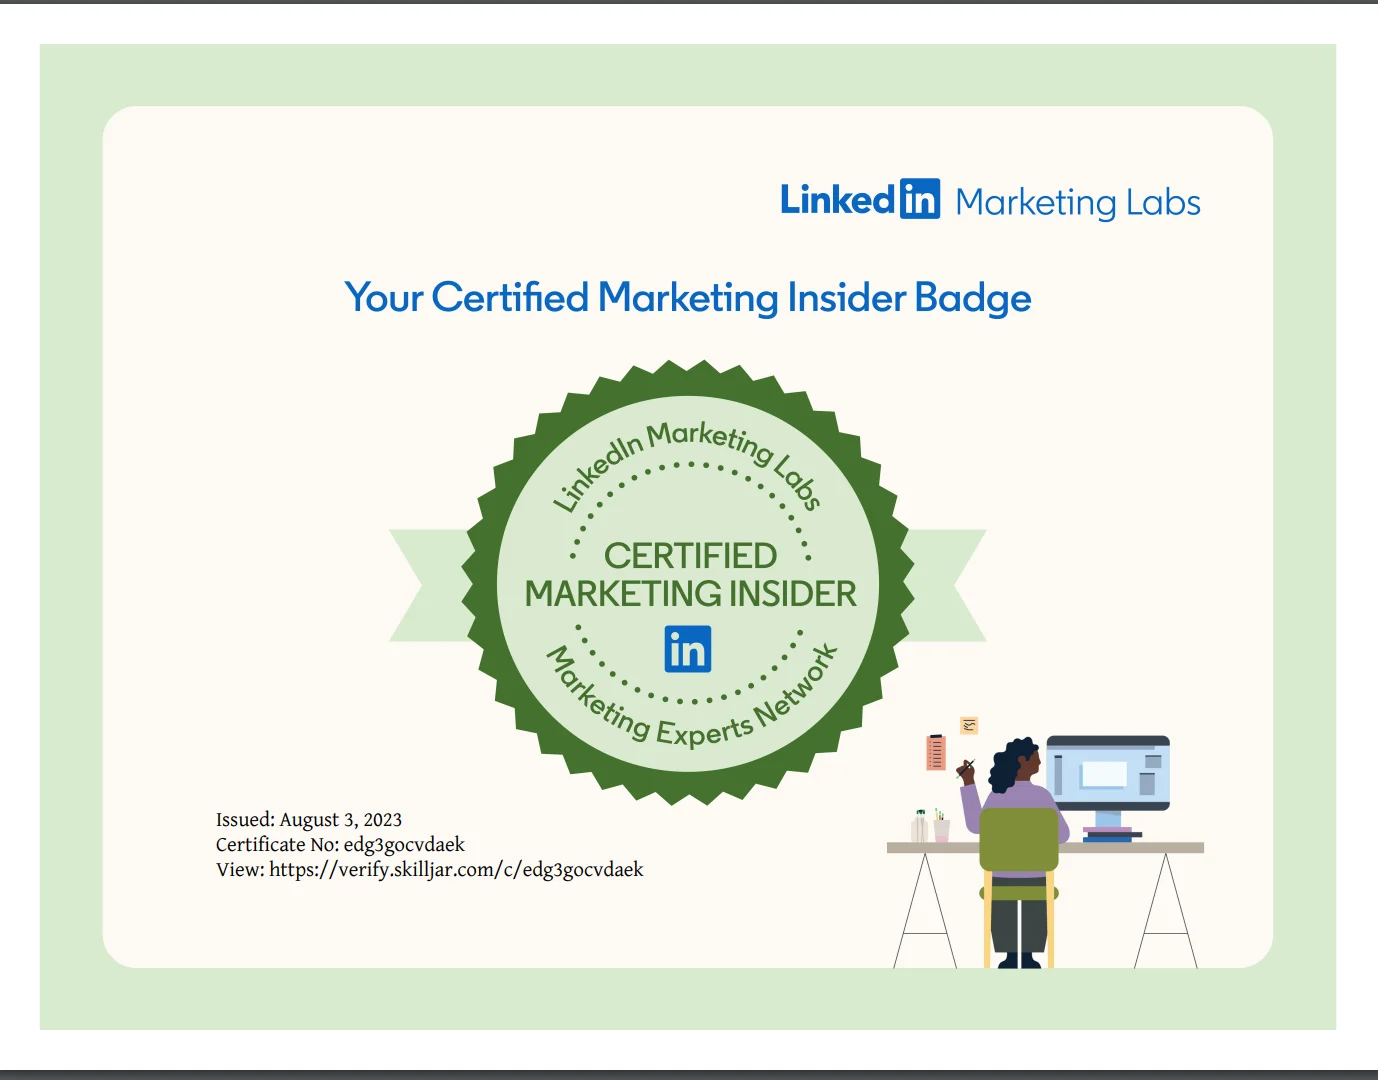 Linkedin Marketing Labs
Your Certified Marketing Insider Badge
LinkedIn Marketing Labs
CERTIFIED
MARKETING INSIDER
in
Marketing Experts Network
Issued: August 3, 2023
Certificate No: edg3gocvdaek
View: https://verify.skilljar.com/c/edg3gocvdaek